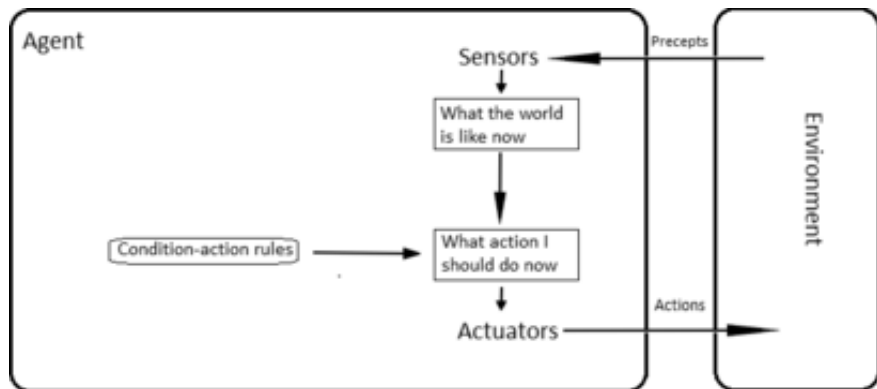 Agent
Precepts
Sensors
What the world
is like now
Environment
Condition-action rules
What action I
should do now
Actions
Actuators